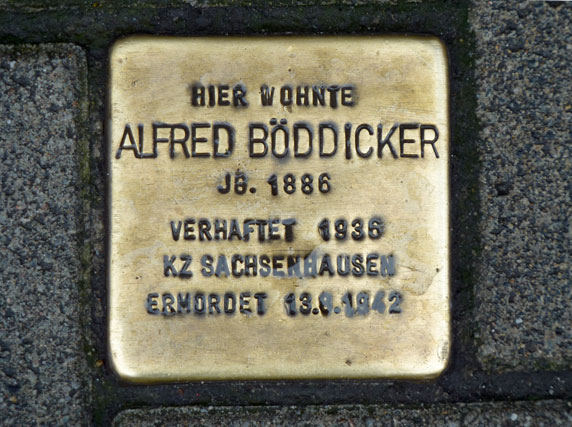 HIER WOHNTE
ALFRED BÖDDICKER
JG. 1886
VERHAFTET 1936
KZ SACHSENHAUSEN
ERMORDET